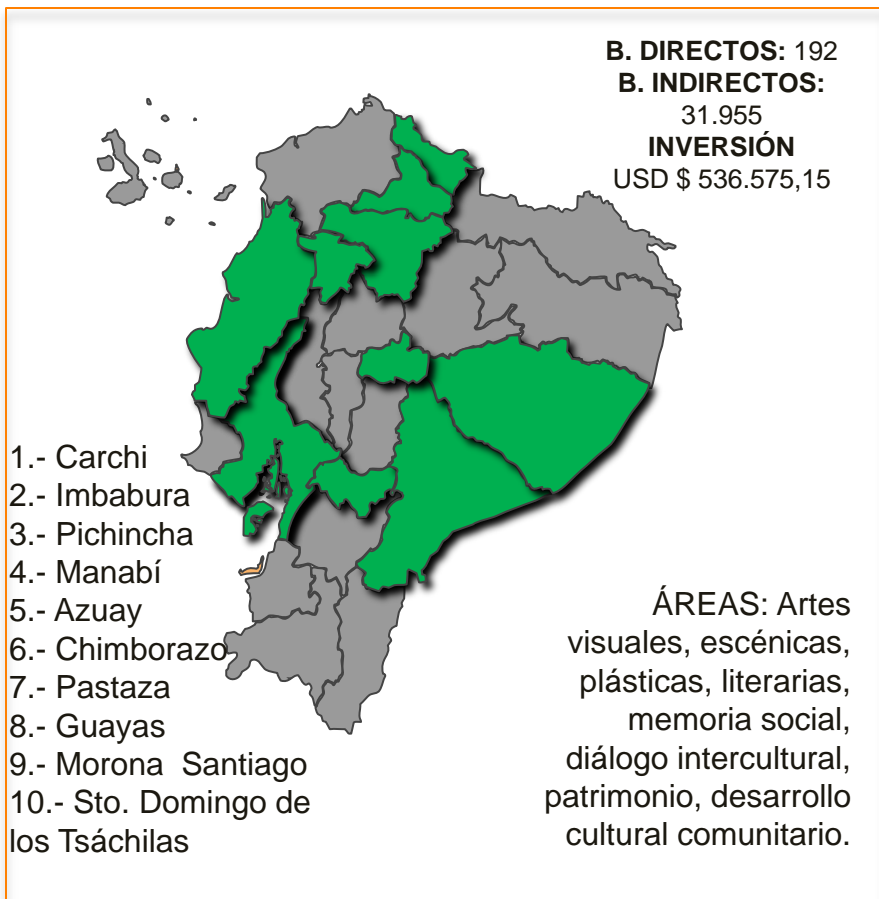 B. DIRECTOS: 192
B. INDIRECTOS:
31.955
INVERSIÓN
USD $ 536.575,15
1.- Carchi
2.- Imbabura
3.- Pichincha
4.- Manabí
5.- Azuay
6.- Chimborazo
7.- Pastaza
8.- Guayas
9.- Morona  Santiago
10.- Sto. Domingo de
los Tsáchilas
ÁREAS: Artes
visuales, escénicas,
plásticas, literarias,
memoria social,
diálogo intercultural,
patrimonio, desarrollo
cultural comunitario.